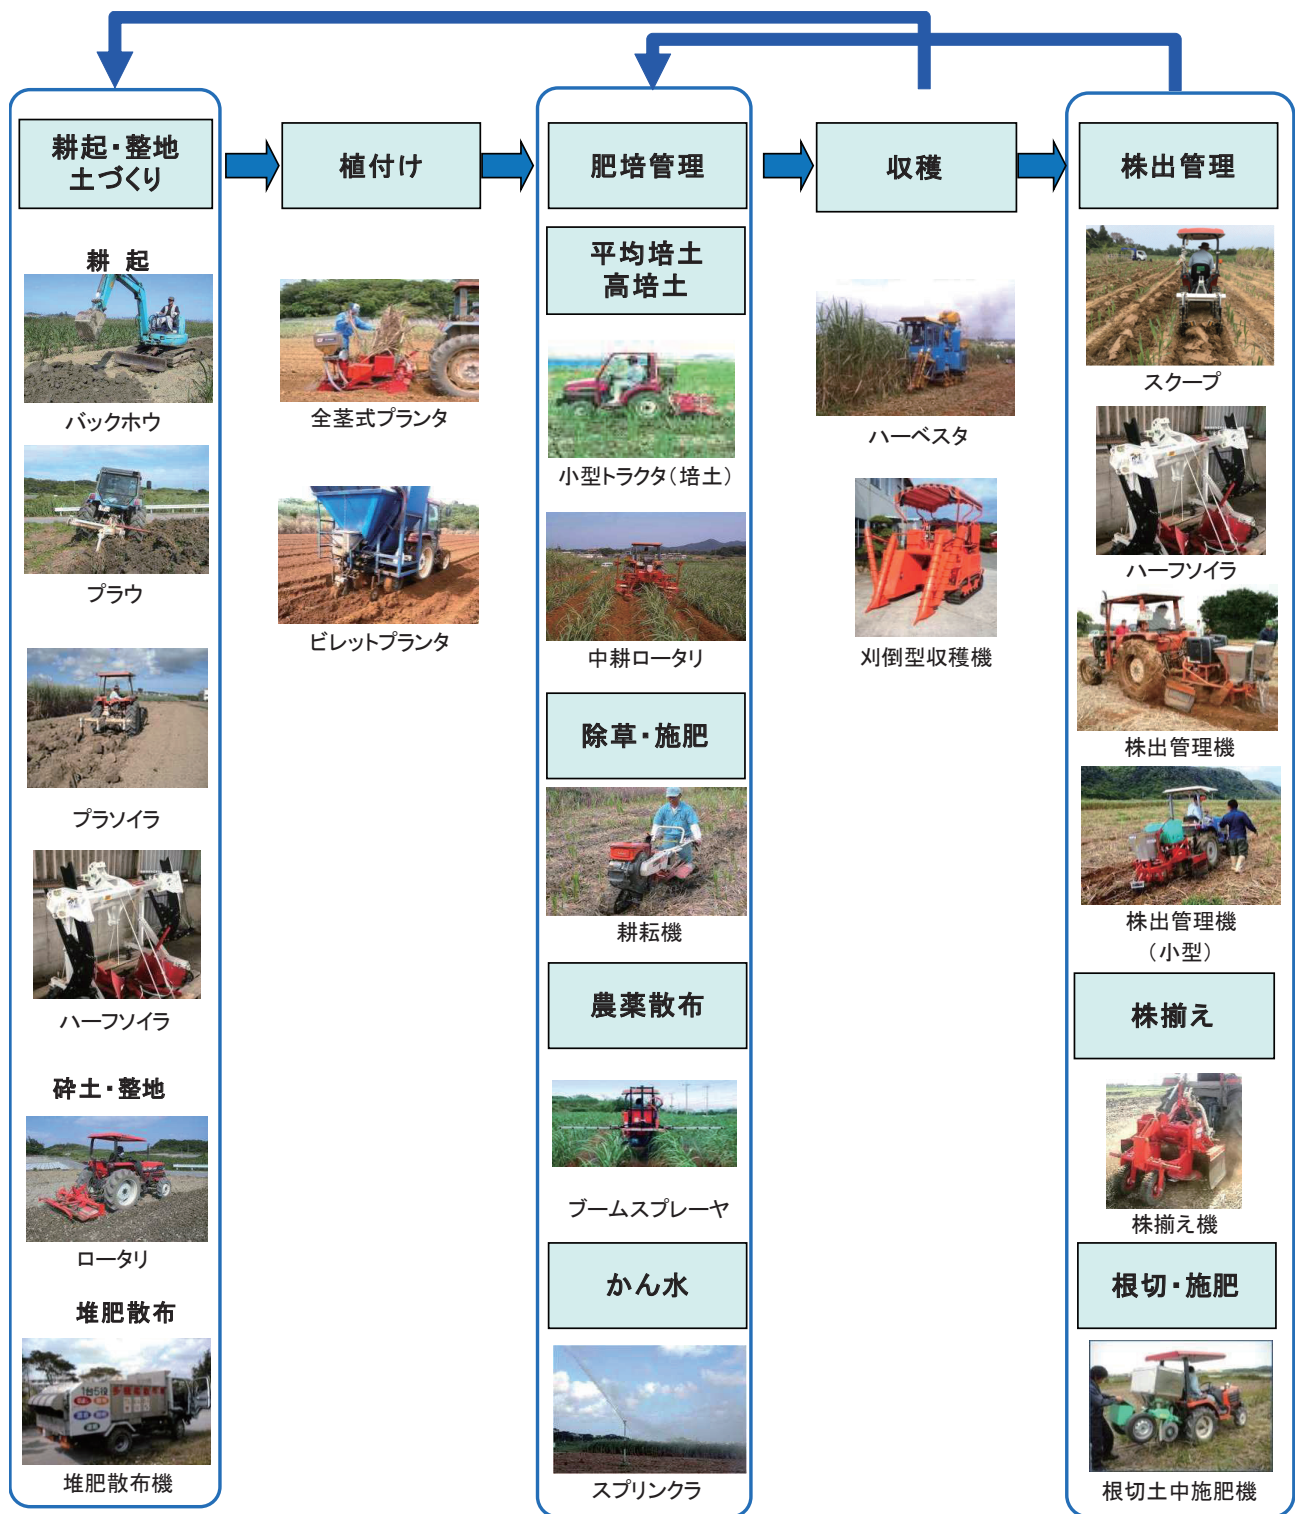 耕起・整地
土づくり
耕 起
バックホウ
プラウ
プラソイラ
ハーフソイラ
砕土・整地
ロータリ
堆肥散布
1台5役
堆肥散布機
植付け
全茎式プランタ
ビレットプランタ
肥培管理
平均培土
高培土
小型トラクタ（培土）
中耕ロータリ
除草・施肥
耕耘機
農薬散布
ブームスプレーヤ
かん水
スプリンクラ
収穫
ハーベスタ
刈倒型収穫機
株出管理
スクープ
ハーフソイラ
株出管理機
株出管理機
（小型）
株揃え
株揃え機
根切・施肥
根切土中施肥機